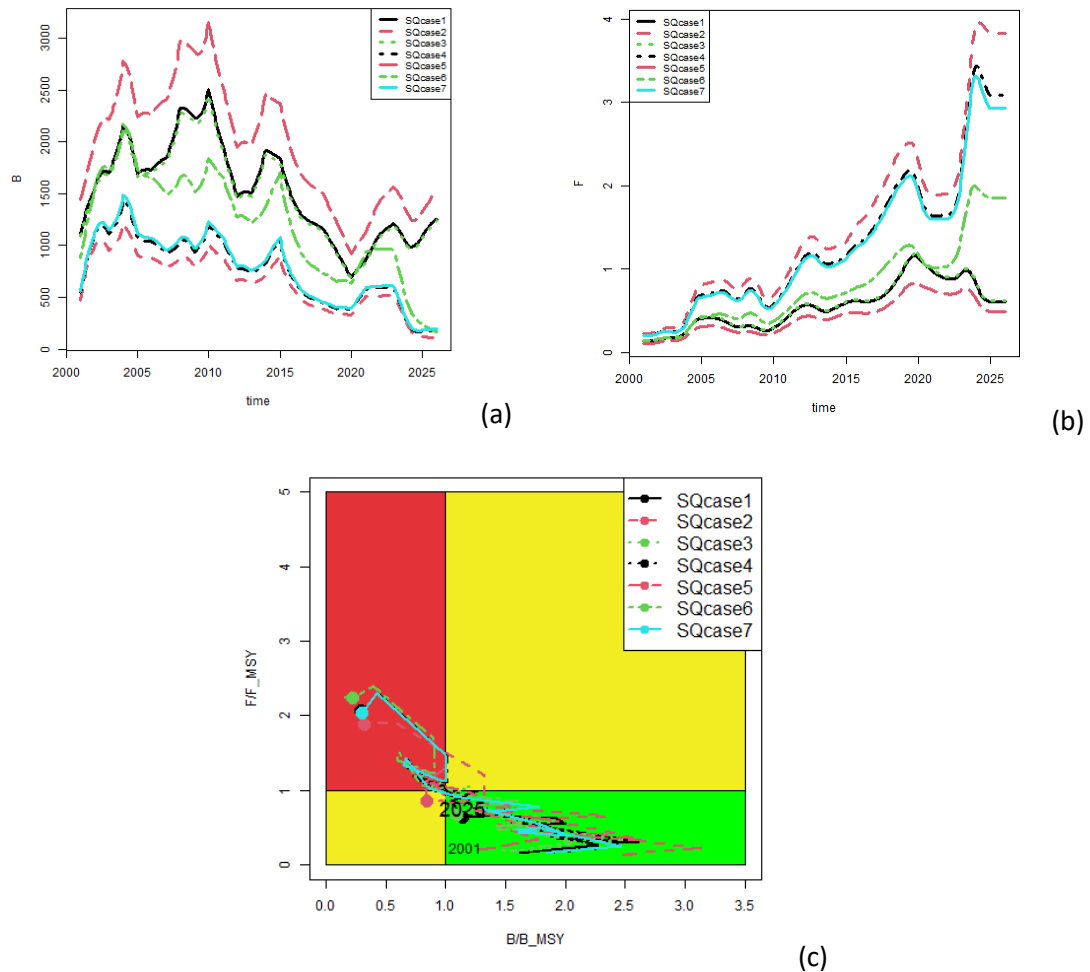 SQcase1
SQcase2
SQcase3
SQcase4
SQcase5
SQcase6
SQcase7
B
0 500 1000 1500 2000 2500 3000
2000 2005 2010 2015 2020 2025
time
(a)
SQcase1
SQcase2
SQcase3
SQcase4
SQcase5
SQcase6
SQcase7
F
0 1 2 3 4
2000 2005 2010 2015 2020 2025
time
(b)
SQcase1
SQcase2
SQcase3
SQcase4
SQcase5
SQcase6
SQcase7
F/F_MSY
0 1 2 3 4 5
2025
2001
0.0 0.5 1.0 1.5 2.0 2.5 3.0 3.5
B/B_MSY
(c)